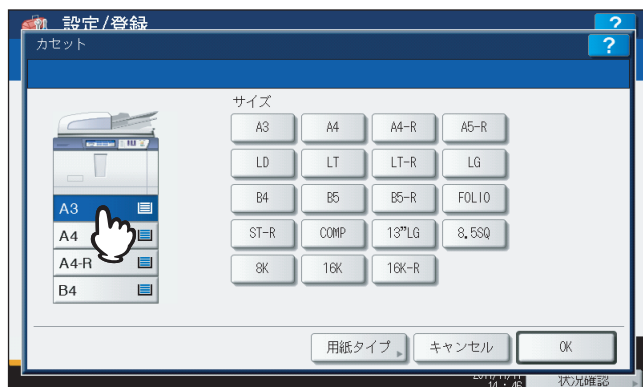 設定/登録
?
カセット
?
サイズ
A3 A4 A4-R A5-R
LD LT LT-R LG
B4 B5 B5-R FOLIO
ST-R COMP 13"LG 8.5SQ
8K 16K 16K-R
A3
A4
A4-R
B4
用紙タイプ キャンセル OK
14:46 状況確認